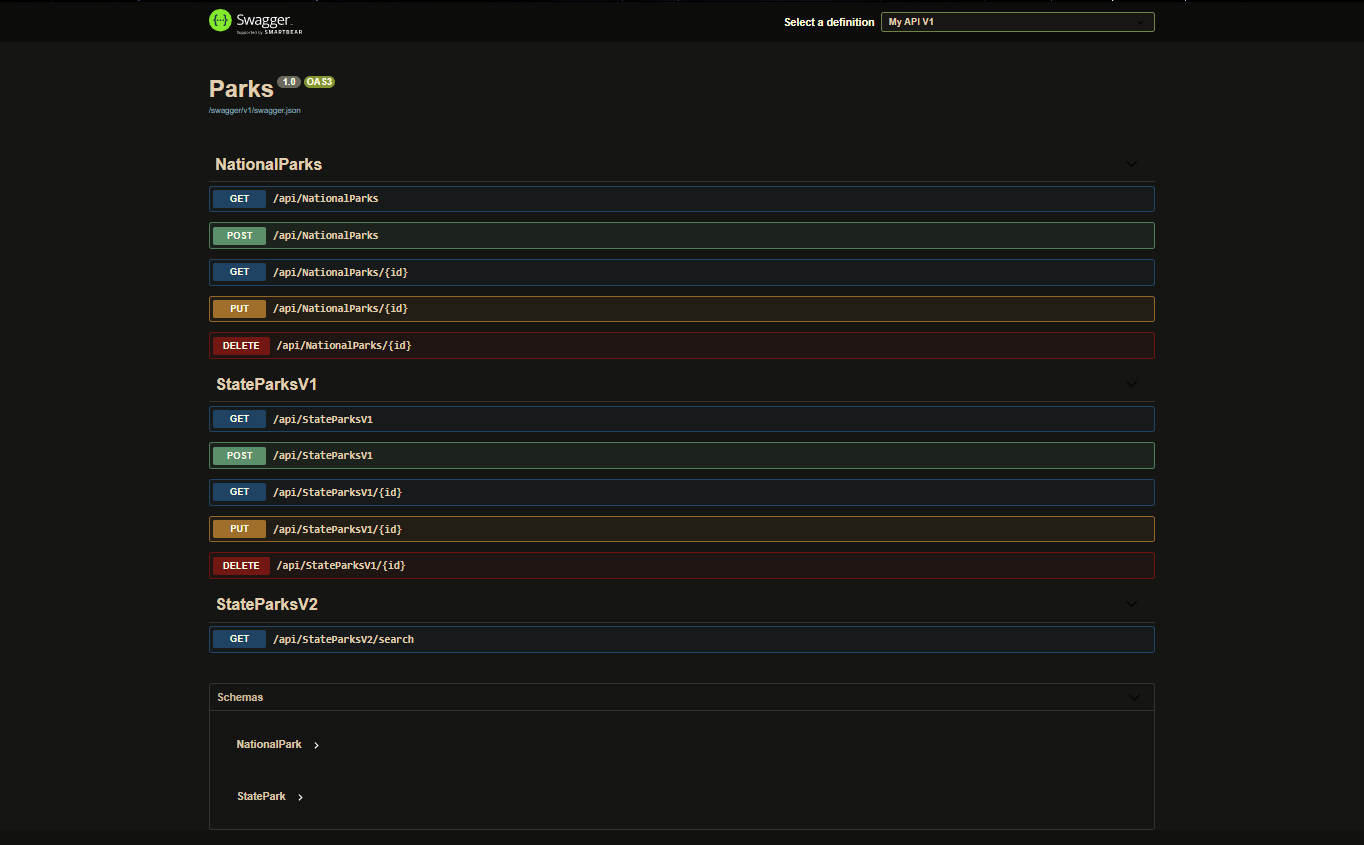 Swagger.
Supported by SMARTBEAR
Select a definition
My API V1
Parks 1.0 OAS3
/swagger/v1/swagger.json
NationalParks
GET /api/NationalParks
POST /api/NationalParks
GET /api/NationalParks/{id}
PUT /api/NationalParks/{id}
DELETE /api/NationalParks/{id}
StateParksV1
GET /api/StateParksV1
POST /api/StateParksV1
GET /api/StateParksV1/{id}
PUT /api/StateParksV1/{id}
DELETE /api/StateParksV1/{id}
StateParksV2
GET /api/StateParksV2/search
Schemas
NationalPark
StatePark